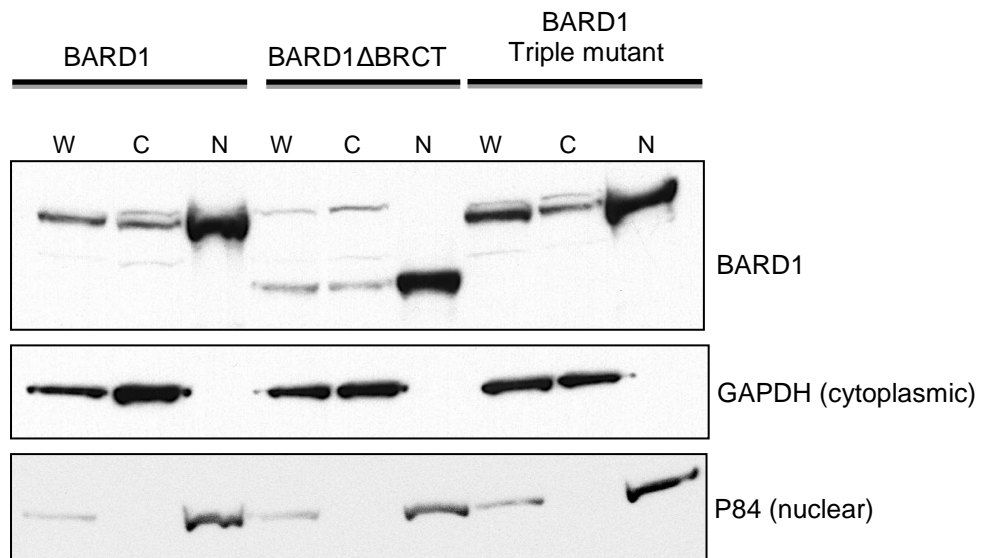 BARD1
BARD1ΔBRCT
BARD1
Triple mutant
W C N W C N W C N
BARD1
GAPDH (cytoplasmic)
P84 (nuclear)